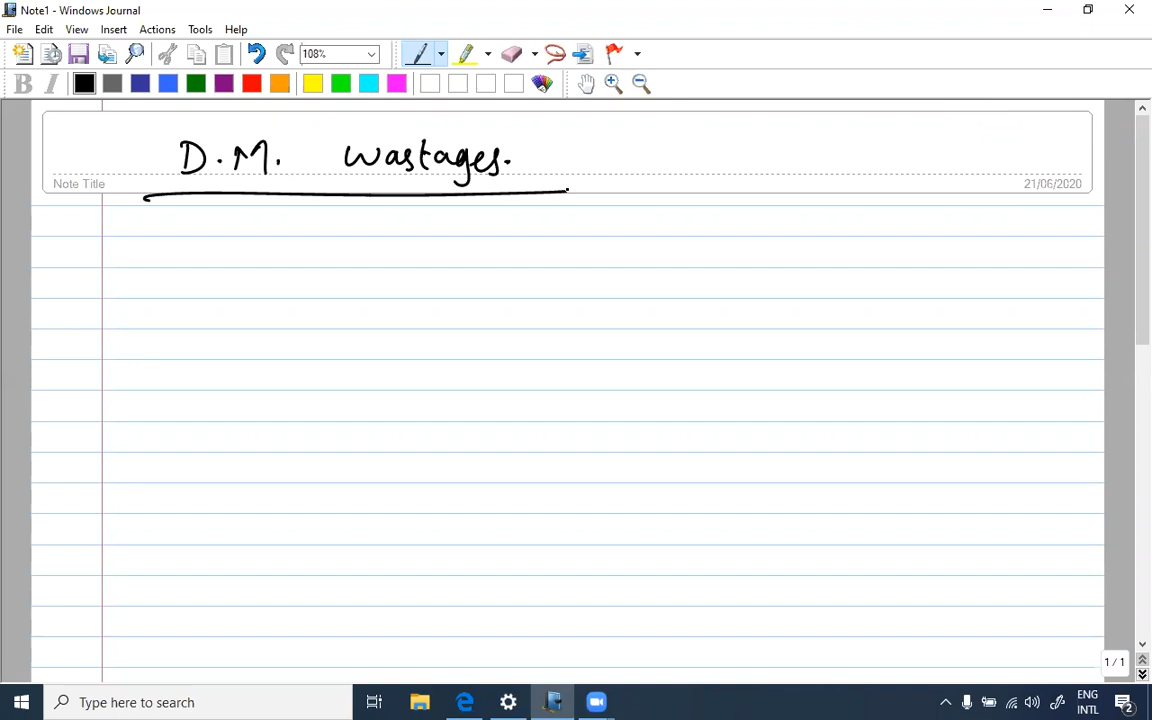 Note1 - Windows Journal
File Edit View Insert Actions Tools Help
108%
B I
D.M. Wastages.
Note Title
21/06/2020
1 / 1
Type here to search
ENG
INTL
2